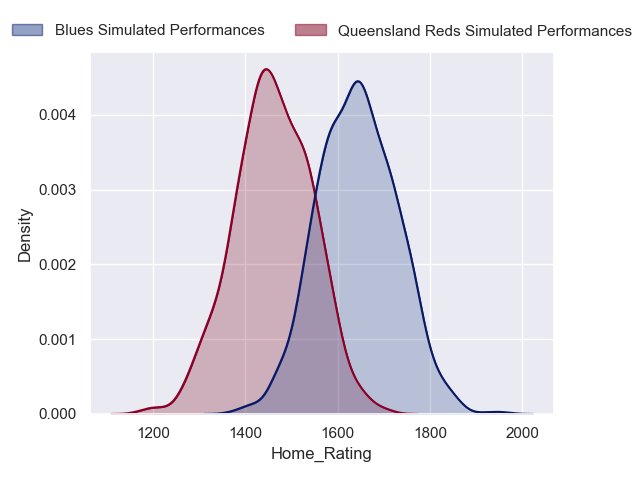 Blues Simulated Performances Queensland Reds Simulated Performances
0.004
0.003
0.002
0.001
0.000
Density
1200 1400 1600 1800 2000
Home_Rating